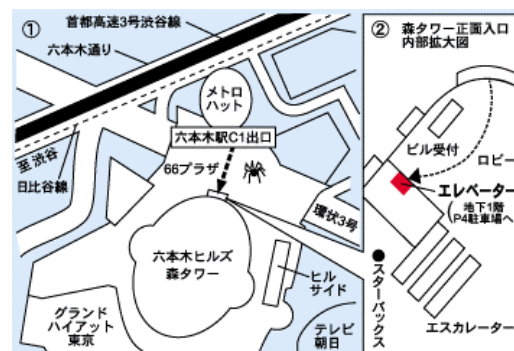 ①
首都高速3号渋谷線
六本木通り
メトロ
ハット
六本木駅C1出口
至渋谷
日比谷線
66プラザ
環状3号
六本木ヒルズ
森タワー
ヒル
サイド
グランド
ハイアット
東京
テレビ
朝日
②
森タワー正面入口
内部拡大図
ビル受付
ロビー
エレベーター
(地下1階
P4駐車場へ
●スターバックス
エスカレーター